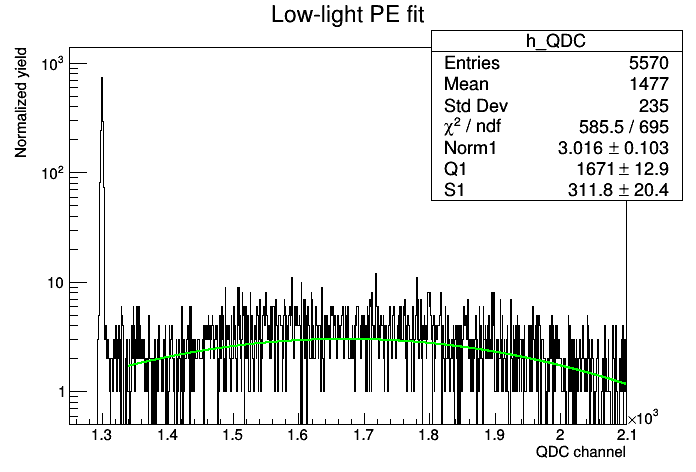 Low-light PE fit
h_QDC
Entries 5570
Mean 1477
Std Dev 235
χ² / ndf 585.5 / 695
Norm1 3.016 ± 0.103
Q1 1671 ± 12.9
S1 311.8 ± 20.4
Normalized yield
10³
10²
10
1
1.3 1.4 1.5 1.6 1.7 1.8 1.9 2 2.1
×10³
QDC channel